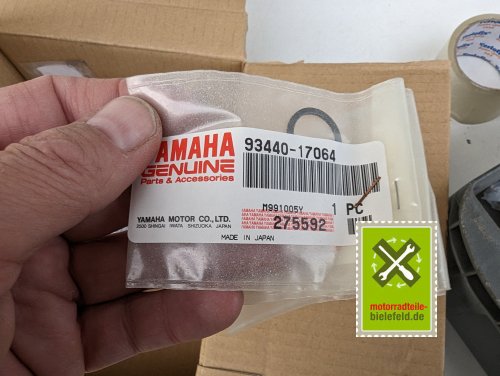 YAMAHA
GENUINE
Parts & Accessories
93440-17064
M991005Y
1 PC
275592
YAMAHA MOTOR CO., LTD.
2500 SHINGAI IWATA SHIZUOKA JAPAN
MADE IN JAPAN
motorradteile-
bielefeld.de